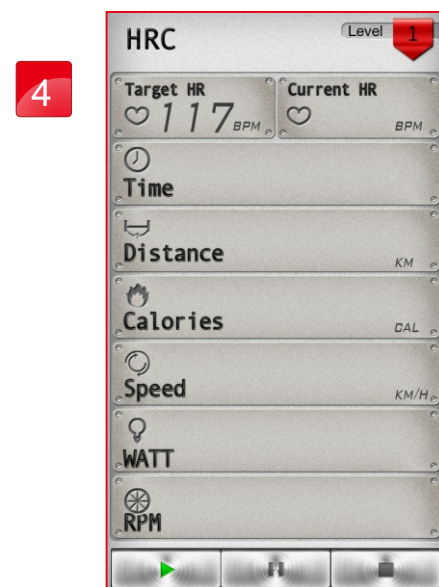 HRC
Level 1
4
Target HR
Current HR
117 BPM
BPM
Time
Distance
KM
Calories
CAL
Speed
KM/H
WATT
RPM